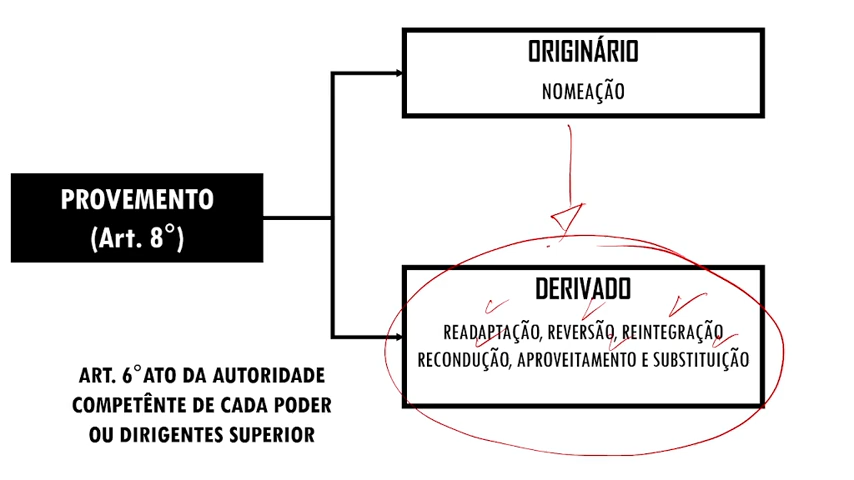 ORIGINÁRIO
NOMEAÇÃO
PROVEMENTO
(Art. 8°)
DERIVADO
READAPTAÇÃO, REVERSÃO, REINTEGRAÇÃO
RECONDUÇÃO, APROVEITAMENTO E SUBSTITUIÇÃO
ART. 6°ATO DA AUTORIDADE
COMPETÊNTE DE CADA PODER
OU DIRIGENTES SUPERIOR